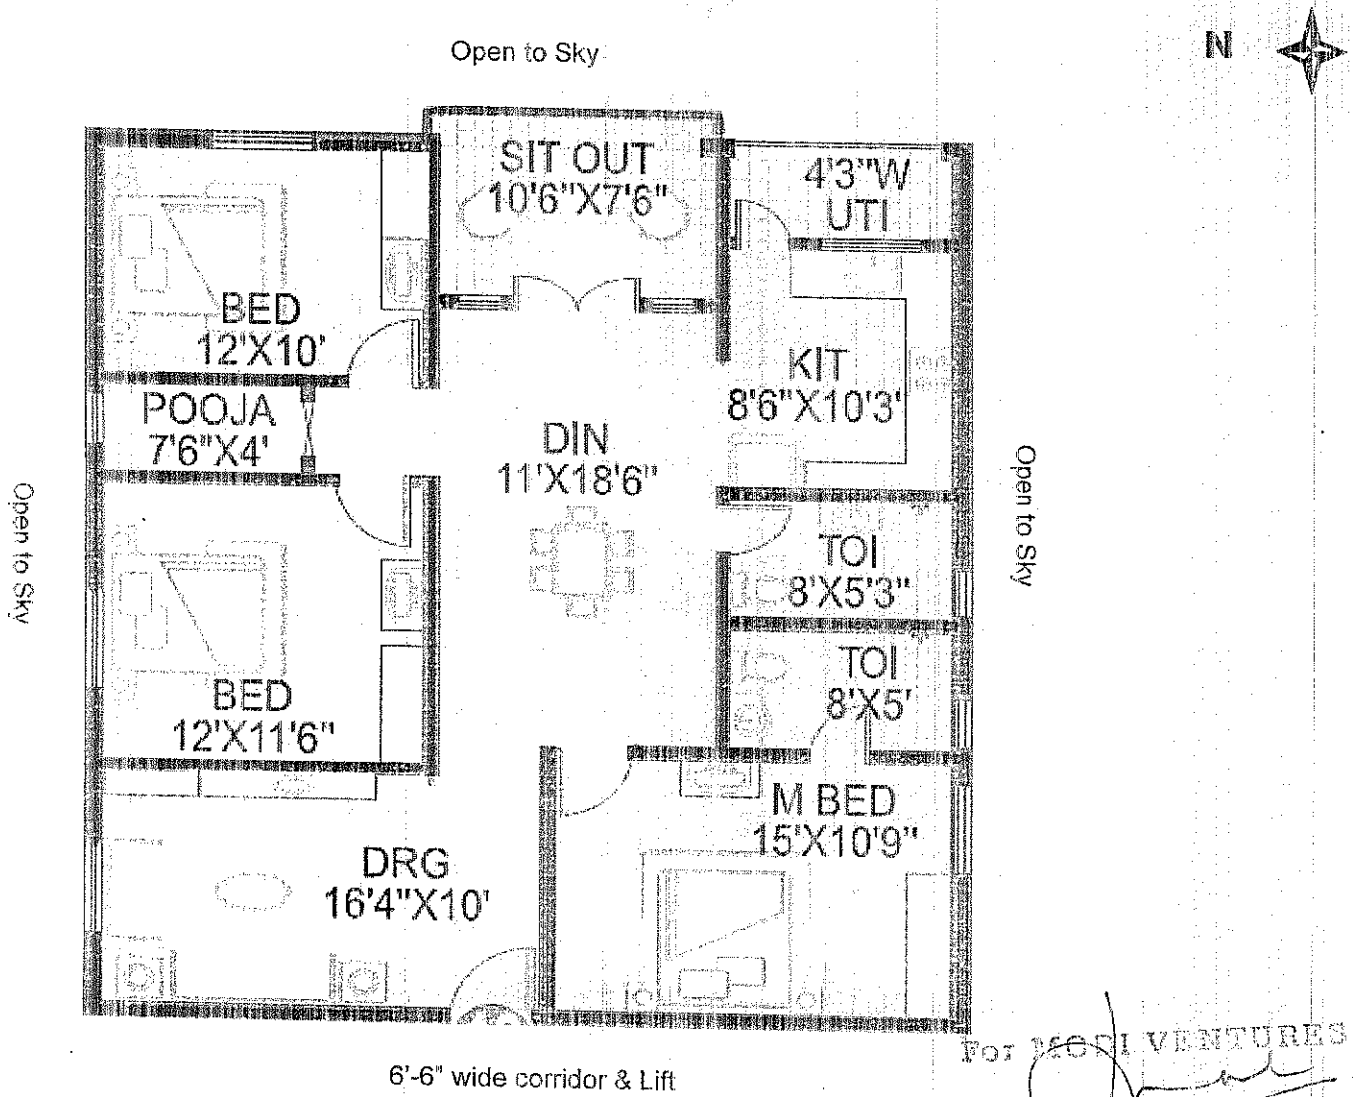 Open to Sky
N
SIT OUT
10'6"X7'6"
4'3"W
UTI
BED
12'X10'
KIT
8'6"X10'3'
POOJA
7'6"X4'
DIN
11'X18'6"
Open to Sky
Open to Sky
TOI
8'X5'3"
TOI
8'X5'
BED
12'X11'6"
M BED
15'X10'9"
DRG
16'4"X10'
For MODI VENTURES
6'-6" wide corridor & Lift